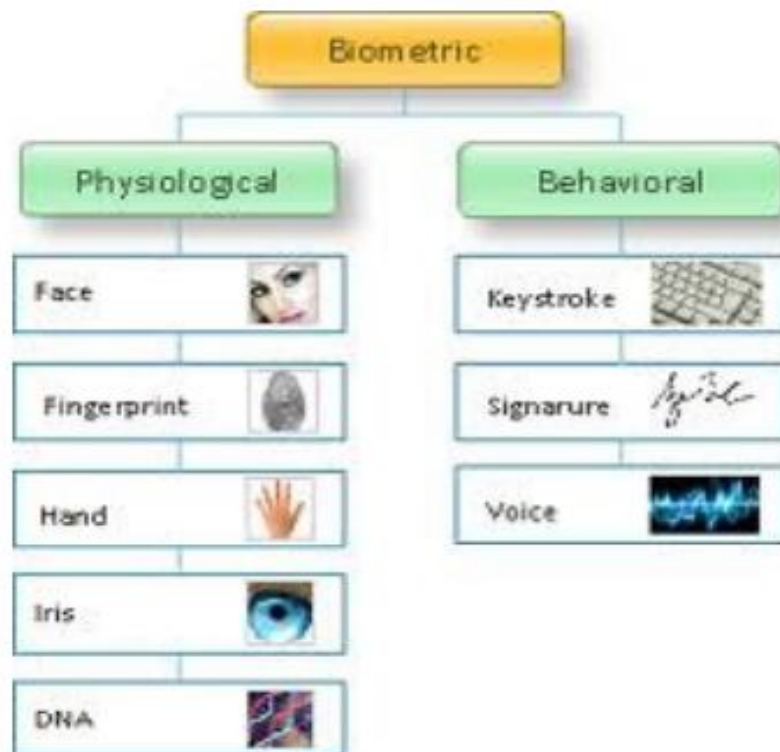 Biometric
Physiological
Behavioral
Face
Fingerprint
Hand
Iris
DNA
Keystroke
Signarure
Voice